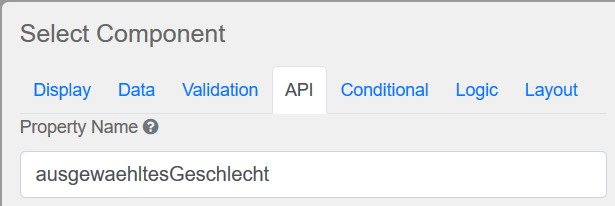 Select Component
Display Data Validation API Conditional Logic Layout
Property Name
ausgewaehltesGeschlecht